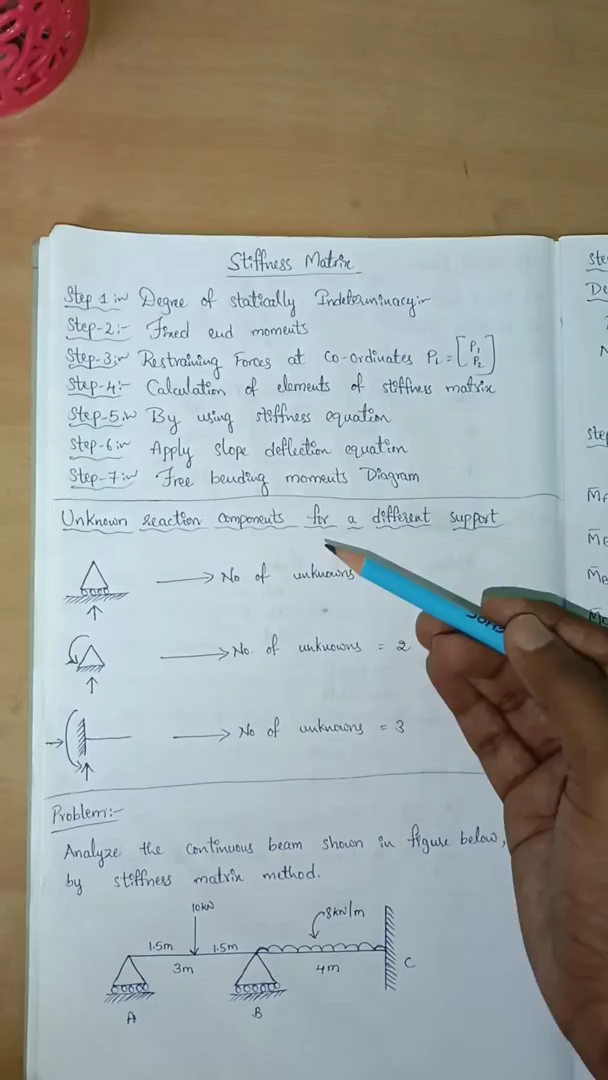 Stiffness Matrix
Step 1:- Degree of statically Indeterminacy:-
Step-2:- Fixed end moments
Step-3:- Restraining Forces at Co-ordinates PL = [P1 P2]
Step-4:- Calculation of elements of stiffness matrix
Step-5:- By using stiffness equation
Step-6:- Apply slope deflection equation
Step-7:- Free bending moments Diagram
Unknown reaction components for a different support
No of unknowns
No. of unknowns = 2
No of unknowns = 3
Problem:-
Analyze the continuous beam shown in figure below,
by stiffness matrix method.
10kN
8kN/m
1.5m 1.5m
3m 4m
A B C
Ste
De
N
Step
M̄
M̄
M̄